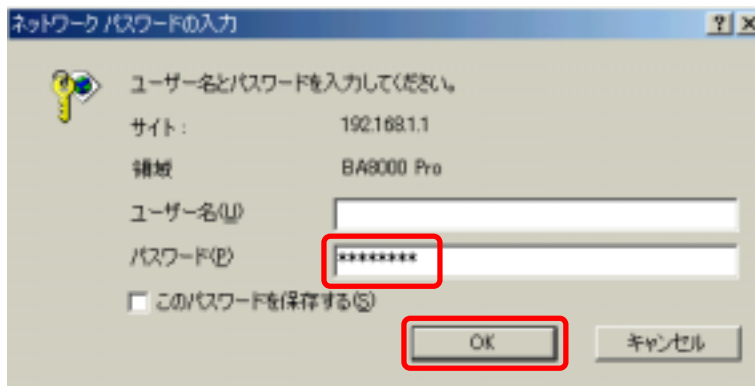 ネットワーク パスワードの入力
ユーザー名とパスワードを入力してください。
サイト: 192.168.1.1
領域 BA8000 Pro
ユーザー名(U)
パスワード(P) ********
このパスワードを保存する(S)
OK キャンセル